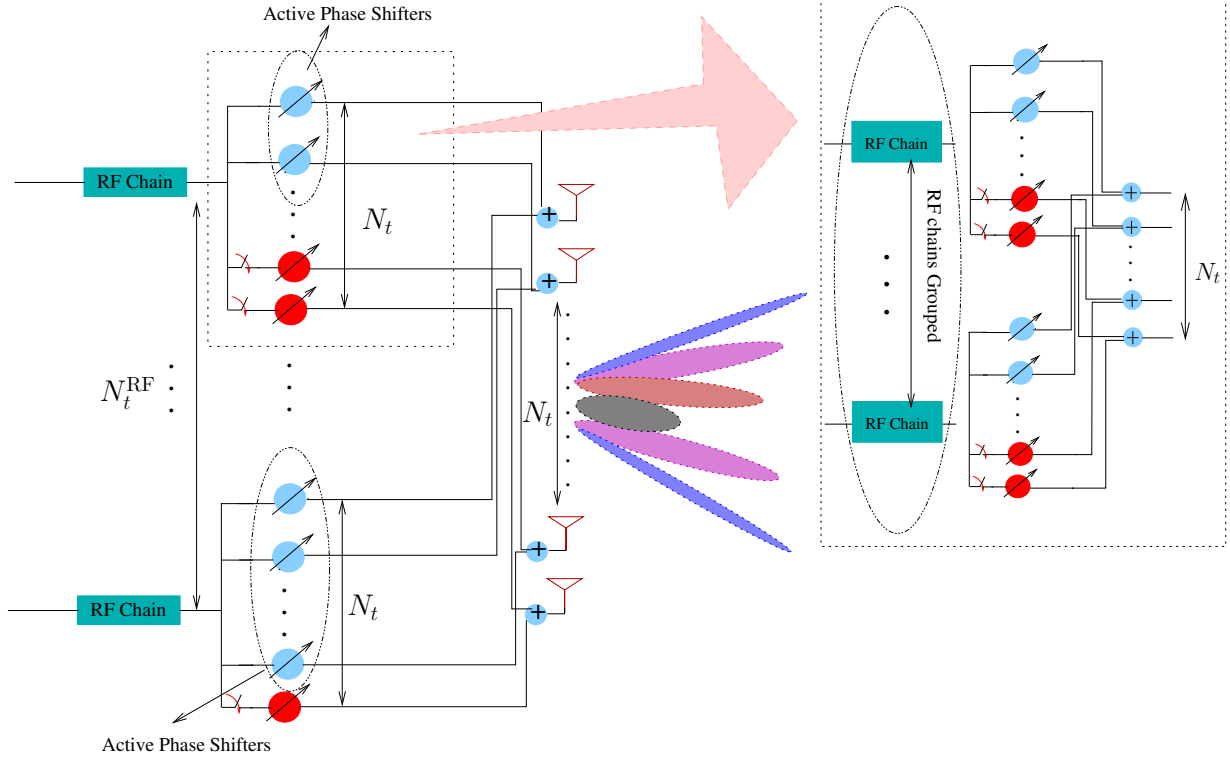 Active Phase Shifters
RF Chain
N_t
N_t^RF
N_t
RF Chain
N_t
Active Phase Shifters
RF Chain
RF chains Grouped
RF Chain
N_t
+
+
+
+
+
+
+
+